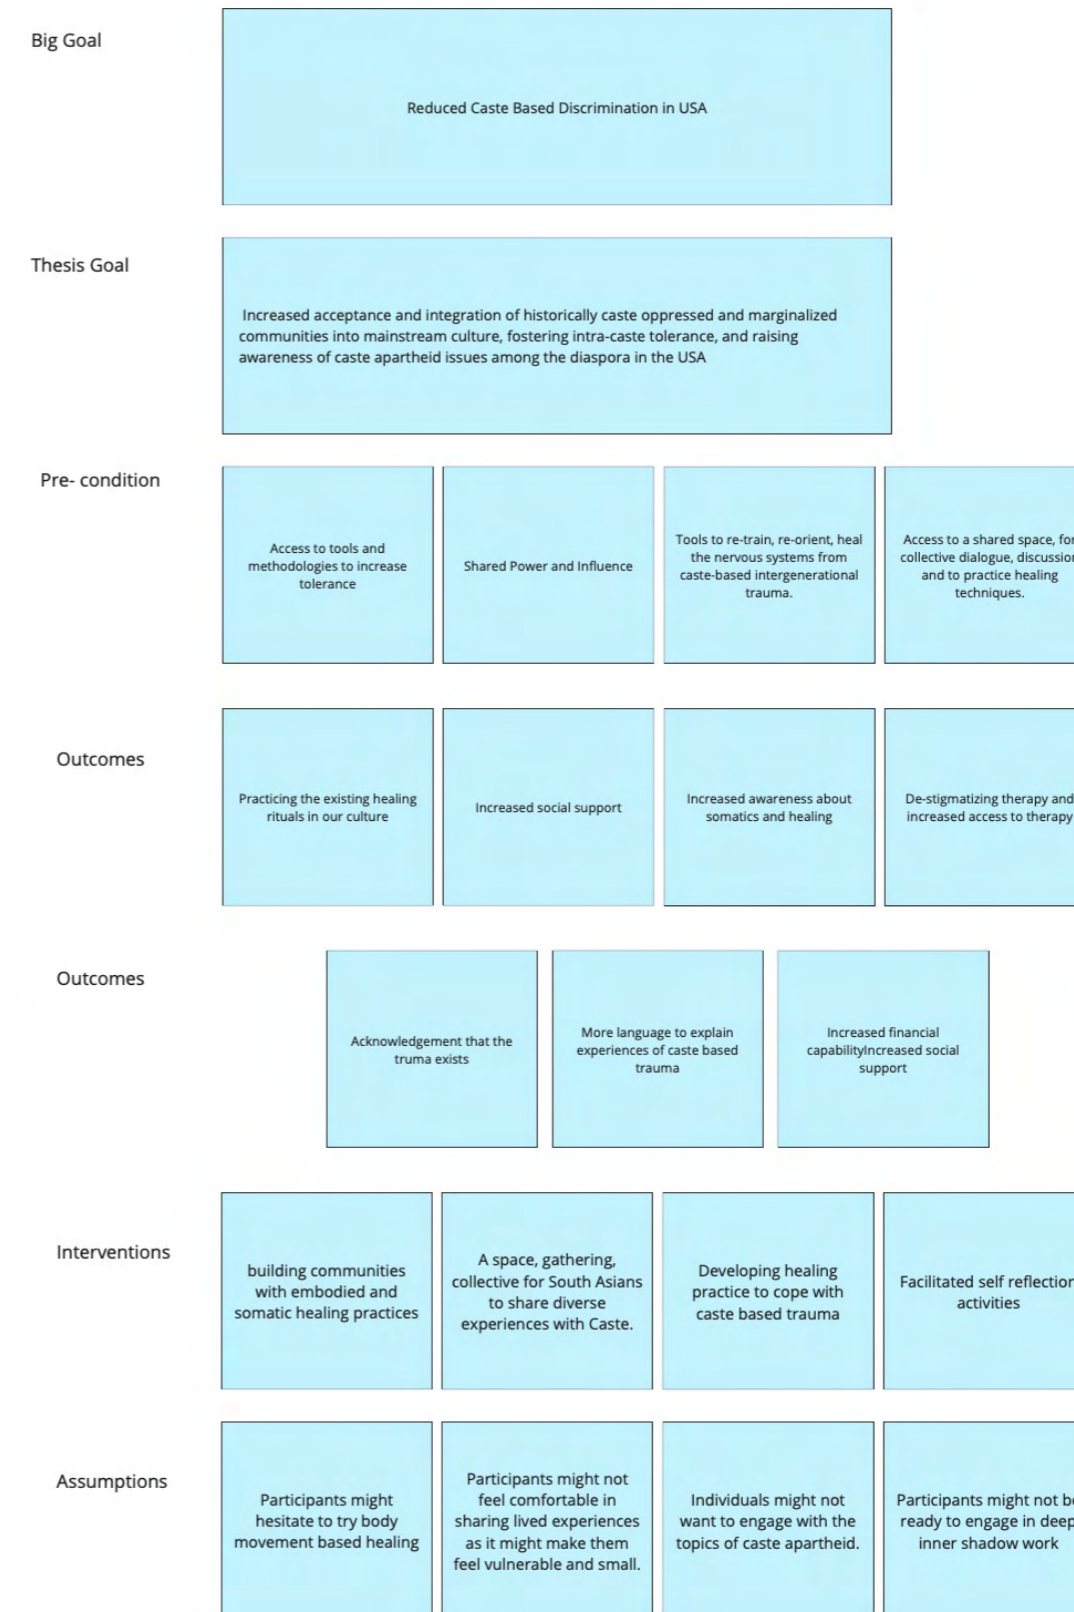 Big Goal
Reduced Caste Based Discrimination in USA
Thesis Goal
Increased acceptance and integration of historically caste oppressed and marginalized
communities into mainstream culture, fostering intra-caste tolerance, and raising
awareness of caste apartheid issues among the diaspora in the USA
Pre- condition
Access to tools and
methodologies to increase
tolerance
Shared Power and Influence
Tools to re-train, re-orient, heal
the nervous systems from
caste-based intergenerational
trauma.
Access to a shared space, for
collective dialogue, discussion
and to practice healing
techniques.
Outcomes
Practicing the existing healing
rituals in our culture
Increased social support
Increased awareness about
somatics and healing
De-stigmatizing therapy and
increased access to therapy
Outcomes
Acknowledgement that the
truma exists
More language to explain
experiences of caste based
trauma
Increased financial
capabilityIncreased social
support
Interventions
building communities
with embodied and
somatic healing practices
A space, gathering,
collective for South Asians
to share diverse
experiences with Caste.
Developing healing
practice to cope with
caste based trauma
Facilitated self reflection
activities
Assumptions
Participants might
hesitate to try body
movement based healing
Participants might not
feel comfortable in
sharing lived experiences
as it might make them
feel vulnerable and small.
Individuals might not
want to engage with the
topics of caste apartheid.
Participants might not be
ready to engage in deep
inner shadow work